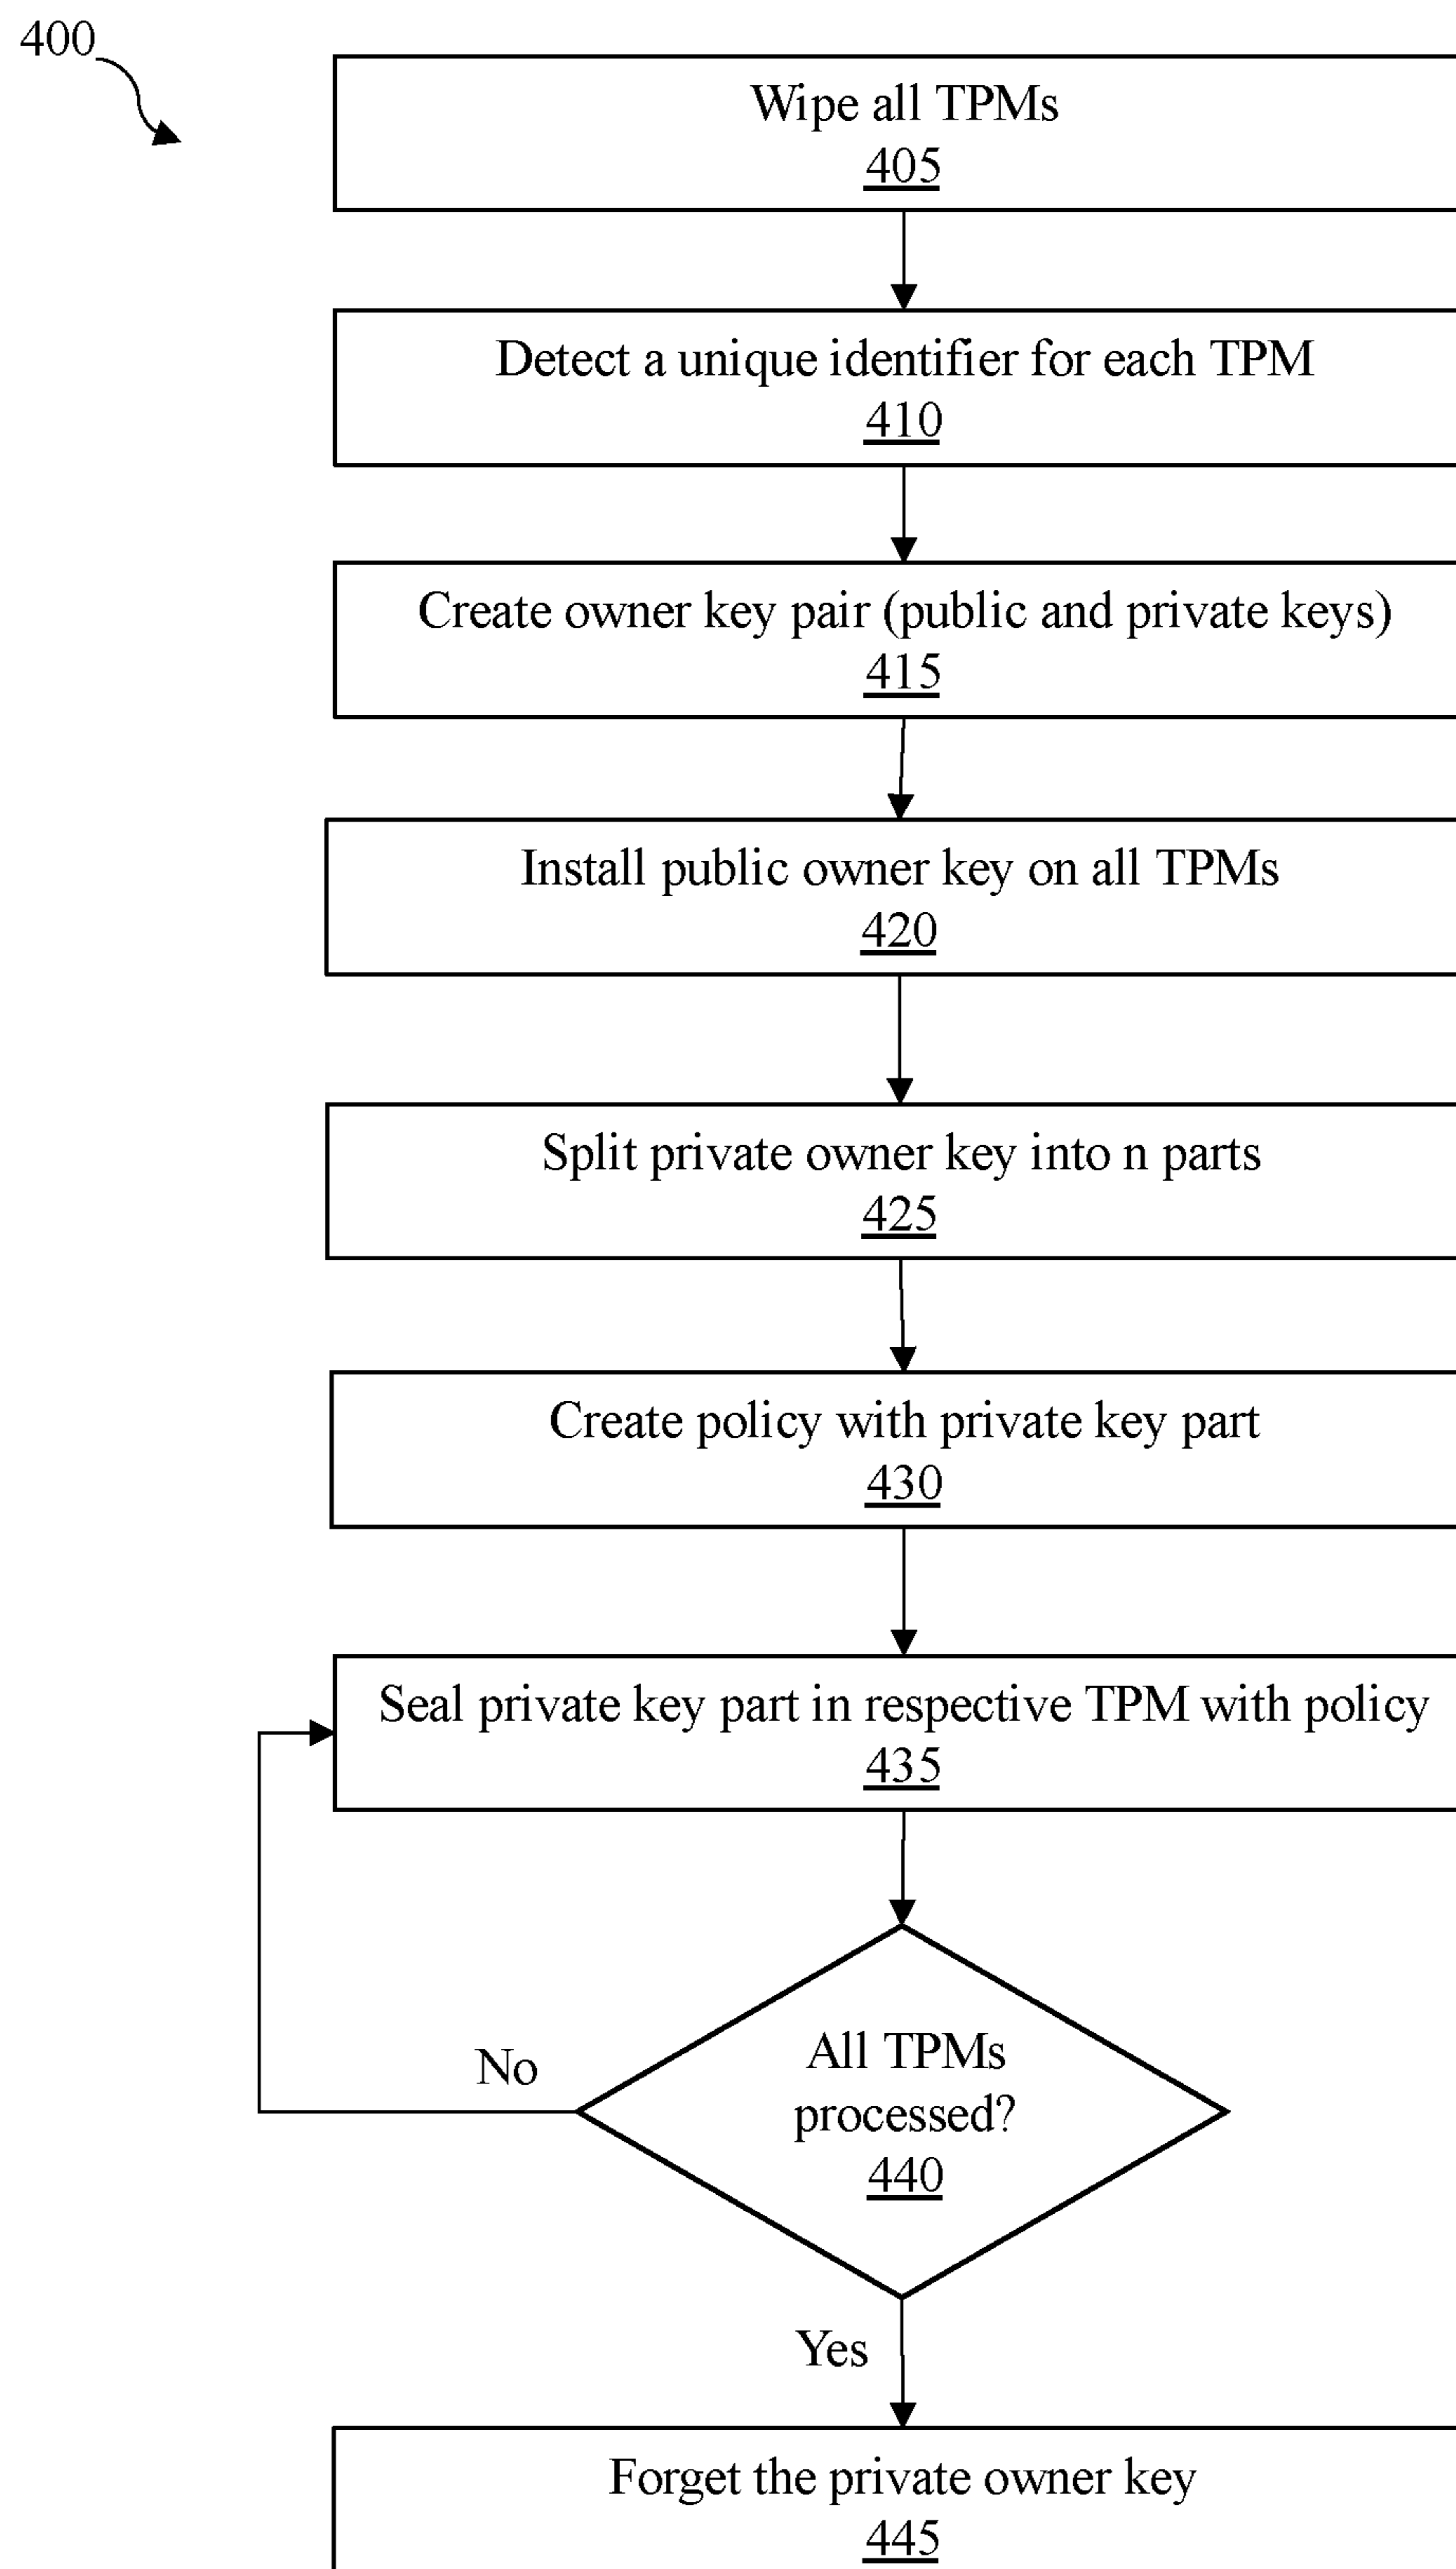 400
Wipe all TPMs
405
Detect a unique identifier for each TPM
410
Create owner key pair (public and private keys)
415
Install public owner key on all TPMs
420
Split private owner key into n parts
425
Create policy with private key part
430
Seal private key part in respective TPM with policy
435
All TPMs
processed?
440
No
Yes
Forget the private owner key
445